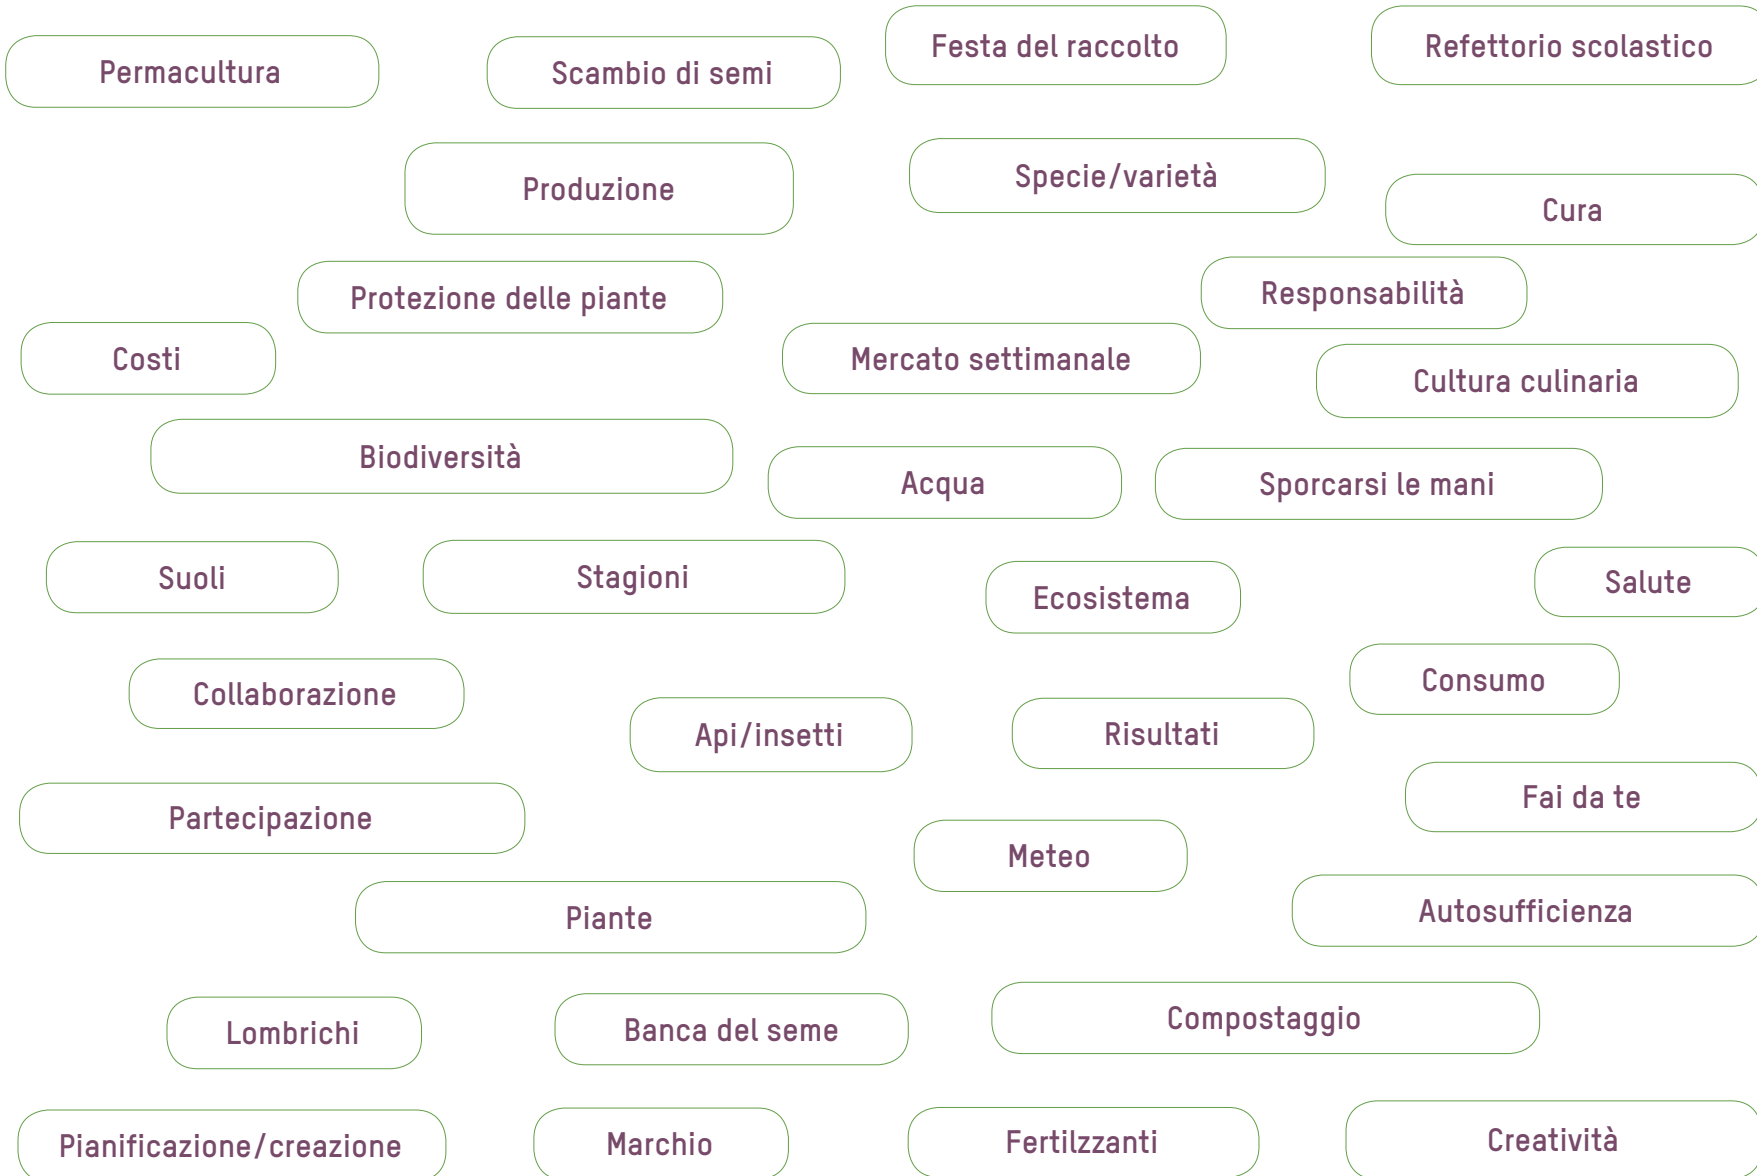 Permacultura
Scambio di semi
Festa del raccolto
Refettorio scolastico
Produzione
Specie/varietà
Cura
Protezione delle piante
Responsabilità
Costi
Mercato settimanale
Cultura culinaria
Biodiversità
Acqua
Sporcarsi le mani
Suoli
Stagioni
Ecosistema
Salute
Collaborazione
Api/insetti
Risultati
Consumo
Partecipazione
Meteo
Fai da te
Piante
Autosufficienza
Lombrichi
Banca del seme
Compostaggio
Pianificazione/creazione
Marchio
Fertilzzanti
Creatività